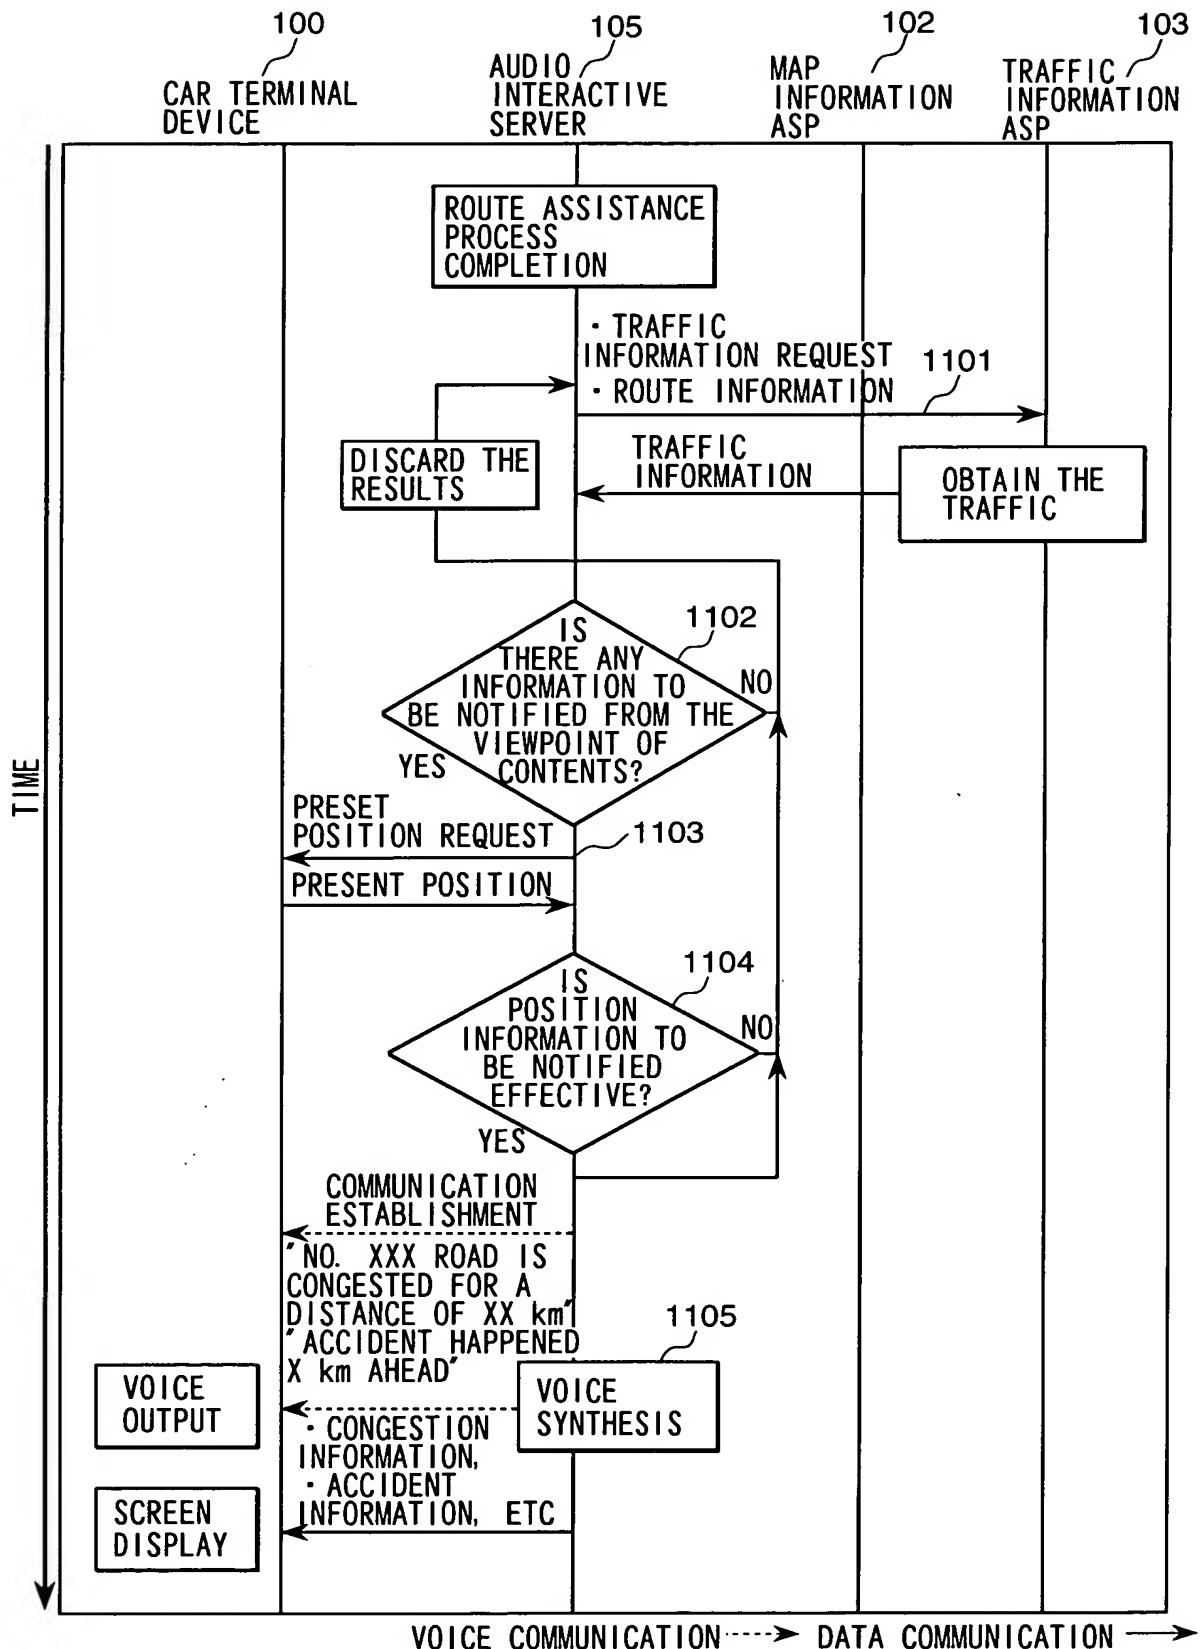 100
CAR TERMINAL
DEVICE
105
AUDIO
INTERACTIVE
SERVER
102
MAP
INFORMATION
ASP
103
TRAFFIC
INFORMATION
ASP
ROUTE ASSISTANCE
PROCESS
COMPLETION
· TRAFFIC
INFORMATION REQUEST
· ROUTE INFORMATION
1101
DISCARD THE
RESULTS
TRAFFIC
INFORMATION
OBTAIN THE
TRAFFIC
1102
IS
THERE ANY
INFORMATION TO
BE NOTIFIED FROM THE
VIEWPOINT OF
CONTENTS?
NO
YES
TIME
PRESET
POSITION REQUEST
1103
PRESENT POSITION
1104
IS
POSITION
INFORMATION TO
BE NOTIFIED
EFFECTIVE?
NO
YES
COMMUNICATION
ESTABLISHMENT
"NO. XXX ROAD IS
CONGESTED FOR A
DISTANCE OF XX km"
"ACCIDENT HAPPENED
X km AHEAD"
1105
VOICE
OUTPUT
VOICE
SYNTHESIS
· CONGESTION
INFORMATION,
· ACCIDENT
INFORMATION, ETC
SCREEN
DISPLAY
VOICE COMMUNICATION DATA COMMUNICATION